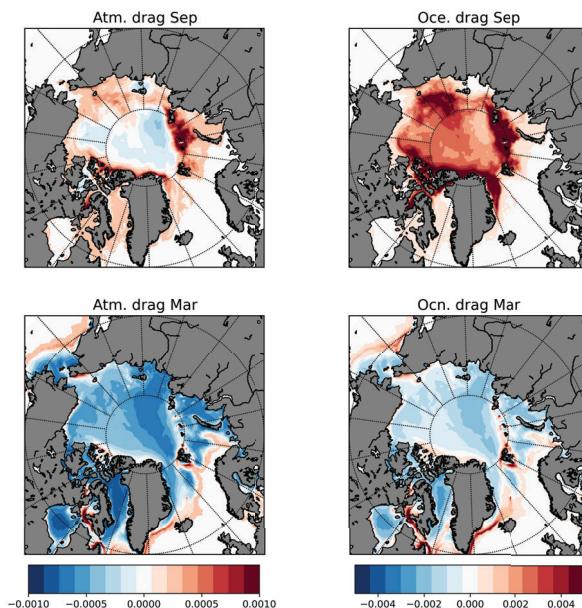 Atm. drag Sep
Oce. drag Sep
Atm. drag Mar
Ocn. drag Mar
−0.0010 −0.0005 0.0000 0.0005 0.0010
−0.004 −0.002 0.000 0.002 0.004